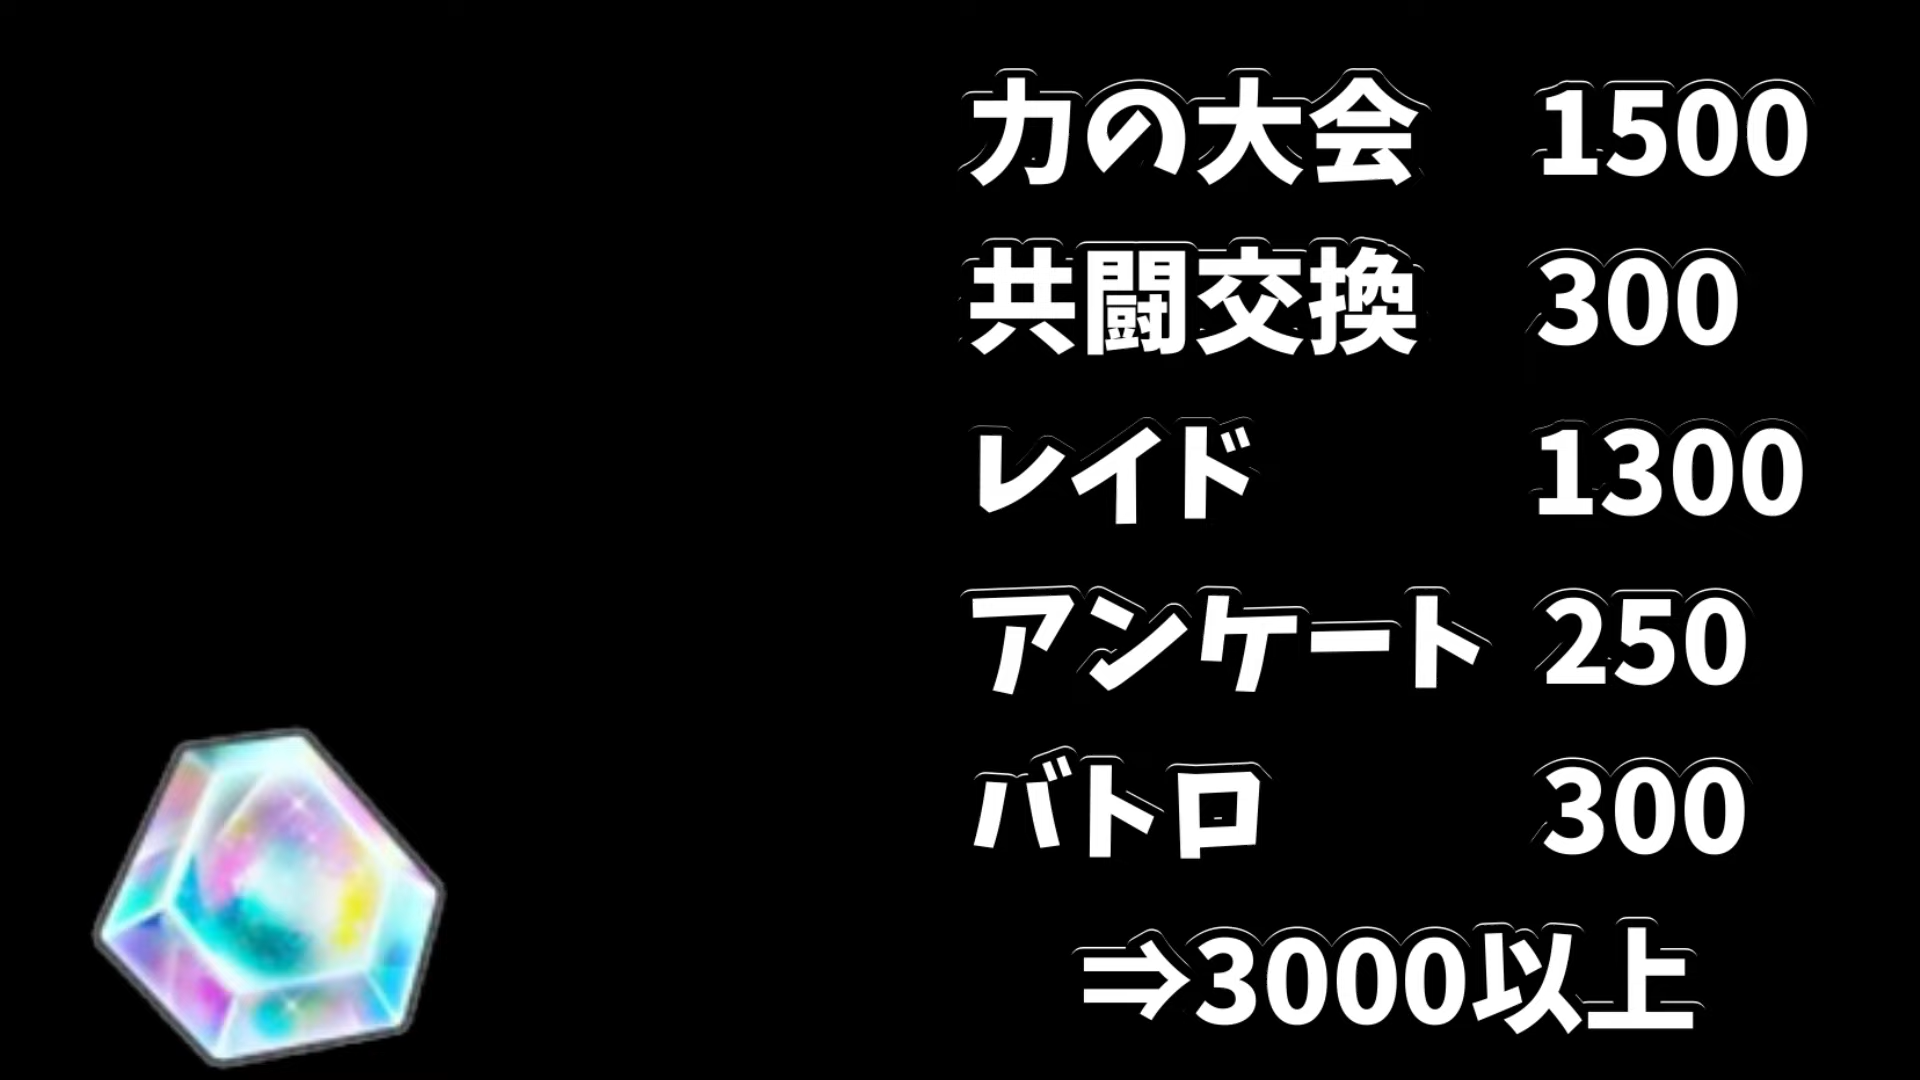 力の大会 1500
共闘交換 300
レイド 1300
アンケート 250
バトロ 300
⇒3000以上